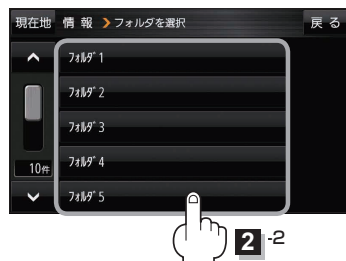 現在地 情 報 フォルダを選択 戻 る
ﾌｫﾙﾀﾞ 1
ﾌｫﾙﾀﾞ 2
ﾌｫﾙﾀﾞ 3
ﾌｫﾙﾀﾞ 4
10件
ﾌｫﾙﾀﾞ 5
2 -2